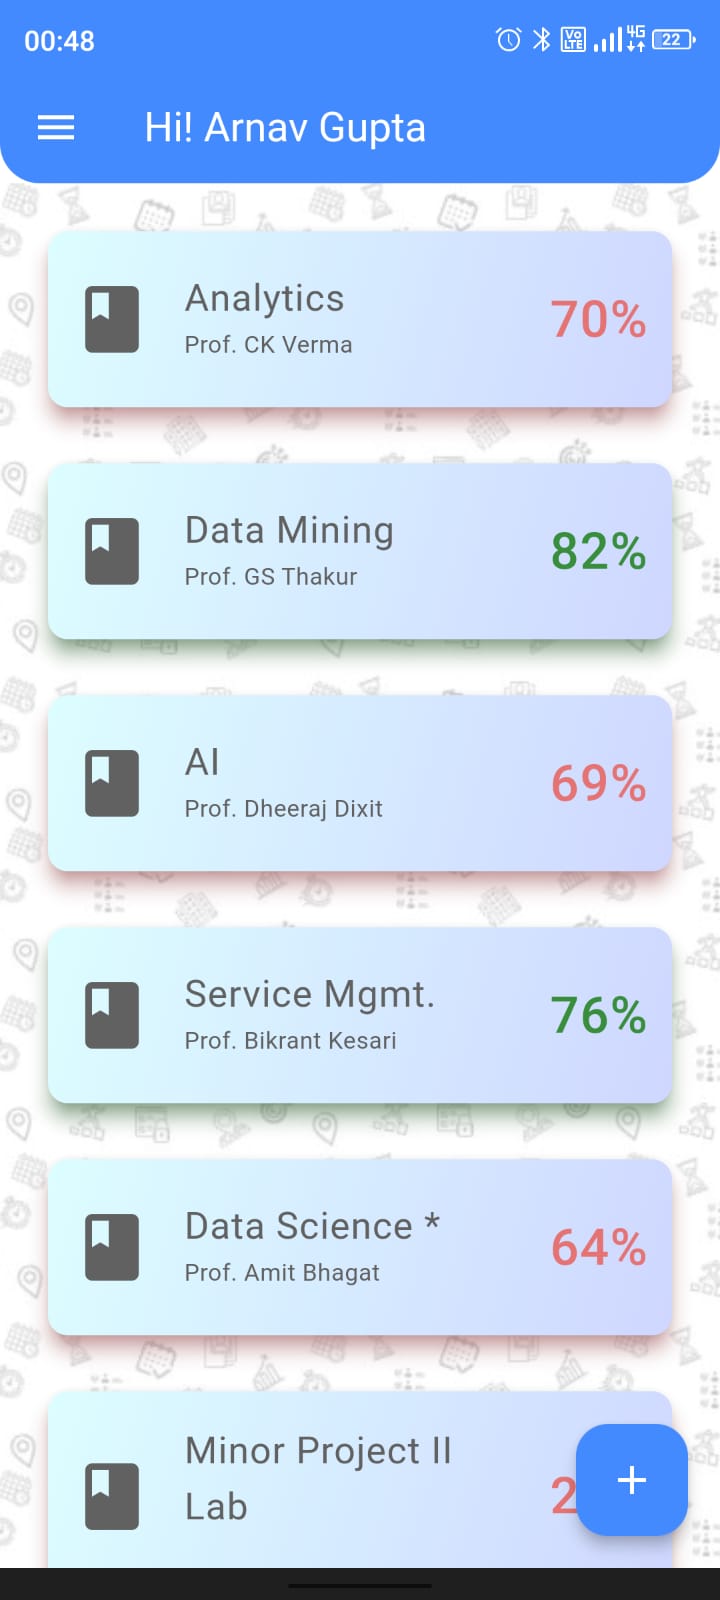 00:48
Vo LTE 4G 22
Hi! Arnav Gupta
Analytics
Prof. CK Verma
70%
Data Mining
Prof. GS Thakur
82%
AI
Prof. Dheeraj Dixit
69%
Service Mgmt.
Prof. Bikrant Kesari
76%
Data Science *
Prof. Amit Bhagat
64%
Minor Project II
Lab
2
+